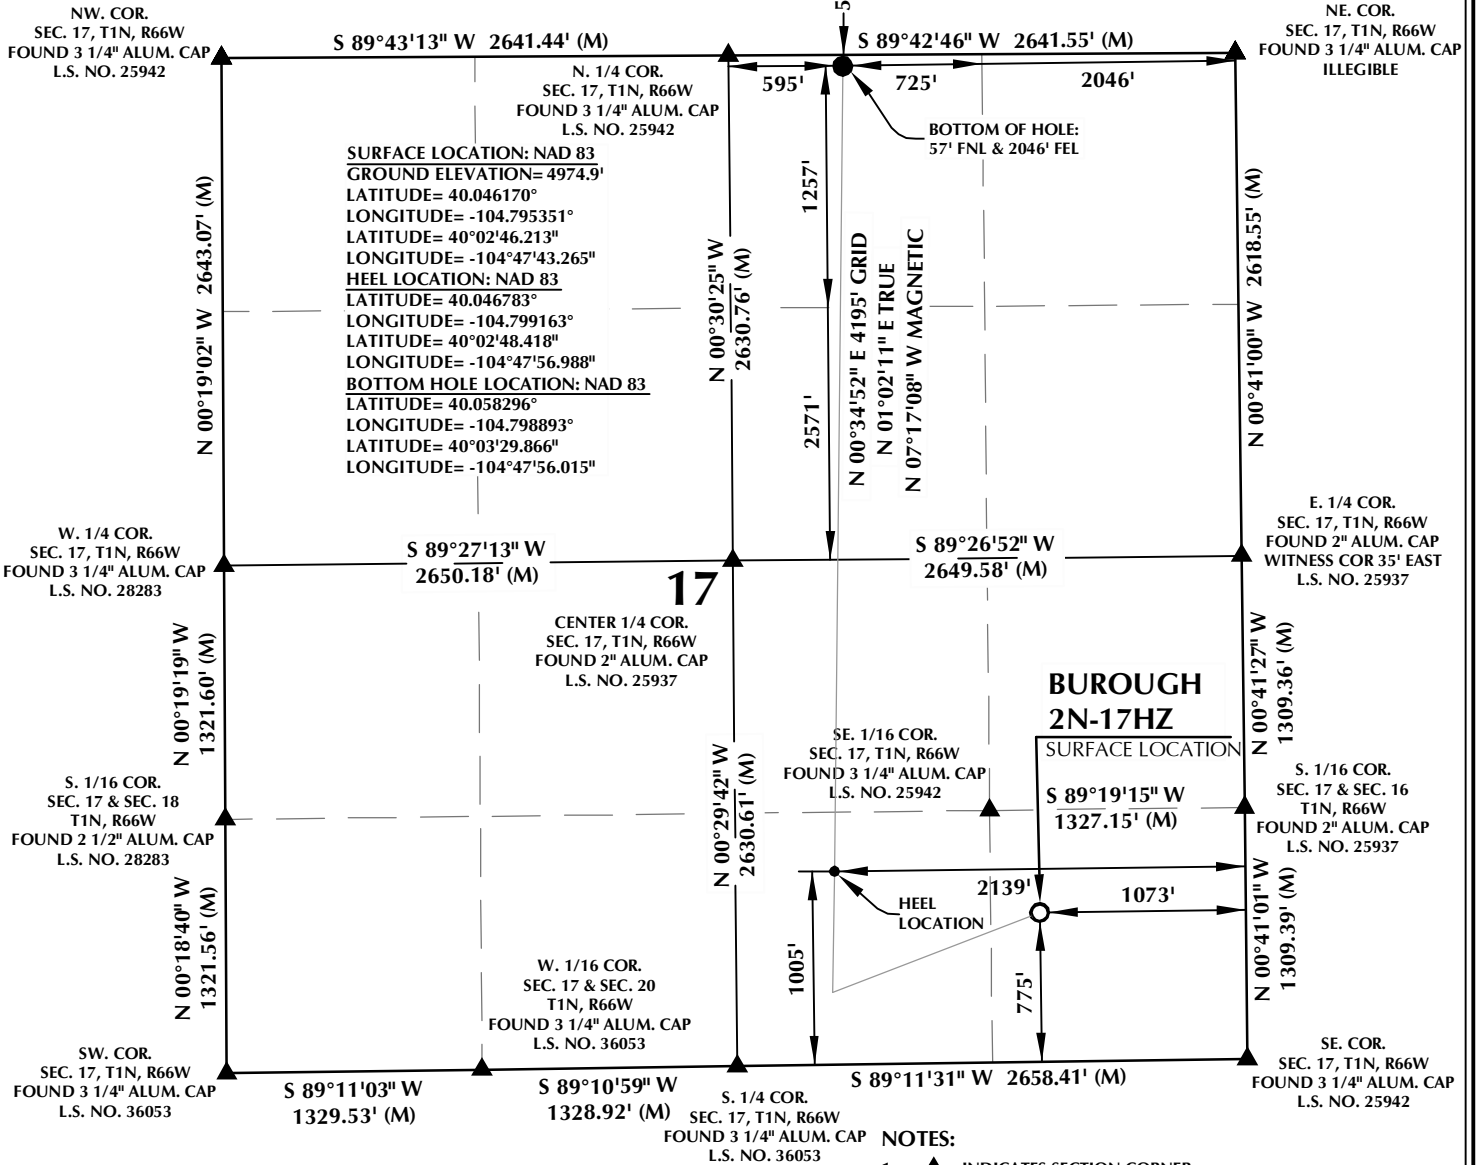 NW. COR.
SEC. 17, T1N, R66W
FOUND 3 1/4" ALUM. CAP
L.S. NO. 25942
S 89°43'13" W 2641.44' (M)
5
S 89°42'46" W 2641.55' (M)
NE. COR.
SEC. 17, T1N, R66W
FOUND 3 1/4" ALUM. CAP
ILLEGIBLE
N. 1/4 COR.
SEC. 17, T1N, R66W
FOUND 3 1/4" ALUM. CAP
L.S. NO. 25942
595'
725'
2046'
BOTTOM OF HOLE:
57' FNL & 2046' FEL
SURFACE LOCATION: NAD 83
GROUND ELEVATION= 4974.9'
LATITUDE= 40.046170°
LONGITUDE= -104.795351°
LATITUDE= 40°02'46.213"
LONGITUDE= -104°47'43.265"
HEEL LOCATION: NAD 83
LATITUDE= 40.046783°
LONGITUDE= -104.799163°
LATITUDE= 40°02'48.418"
LONGITUDE= -104°47'56.988"
BOTTOM HOLE LOCATION: NAD 83
LATITUDE= 40.058296°
LONGITUDE= -104.798893°
LATITUDE= 40°03'29.866"
LONGITUDE= -104°47'56.015"
N 00°19'02" W 2643.07' (M)
N 00°30'25" W
2630.76' (M)
1257'
2571'
N 00°34'52" E 4195' GRID
N 01°02'11" E TRUE
N 07°17'08" W MAGNETIC
N 00°41'00" W 2618.55' (M)
W. 1/4 COR.
SEC. 17, T1N, R66W
FOUND 3 1/4" ALUM. CAP
L.S. NO. 28283
S 89°27'13" W
2650.18' (M)
17
S 89°26'52" W
2649.58' (M)
E. 1/4 COR.
SEC. 17, T1N, R66W
FOUND 2" ALUM. CAP
WITNESS COR 35' EAST
L.S. NO. 25937
CENTER 1/4 COR.
SEC. 17, T1N, R66W
FOUND 2" ALUM. CAP
L.S. NO. 25937
N 00°19'19" W
1321.60' (M)
BUROUGH
2N-17HZ
SURFACE LOCATION
N 00°41'27" W
1309.36' (M)
SE. 1/16 COR.
SEC. 17, T1N, R66W
FOUND 3 1/4" ALUM. CAP
L.S. NO. 25942
N 00°29'42" W
2630.61' (M)
S 89°19'15" W
1327.15' (M)
S. 1/16 COR.
SEC. 17 & SEC. 18
T1N, R66W
FOUND 2 1/2" ALUM. CAP
L.S. NO. 28283
S. 1/16 COR.
SEC. 17 & SEC. 16
T1N, R66W
FOUND 2" ALUM. CAP
L.S. NO. 25937
2139'
1073'
HEEL
LOCATION
1005'
775'
N 00°18'40" W
1321.56' (M)
N 00°41'01" W
1309.39' (M)
W. 1/16 COR.
SEC. 17 & SEC. 20
T1N, R66W
FOUND 3 1/4" ALUM. CAP
L.S. NO. 36053
SW. COR.
SEC. 17, T1N, R66W
FOUND 3 1/4" ALUM. CAP
L.S. NO. 36053
S 89°11'03" W
1329.53' (M)
S 89°10'59" W
1328.92' (M)
S 89°11'31" W 2658.41' (M)
SE. COR.
SEC. 17, T1N, R66W
FOUND 3 1/4" ALUM. CAP
L.S. NO. 25942
S. 1/4 COR.
SEC. 17, T1N, R66W
FOUND 3 1/4" ALUM. CAP
L.S. NO. 36053
NOTES:
INDICATES SECTION CORNER